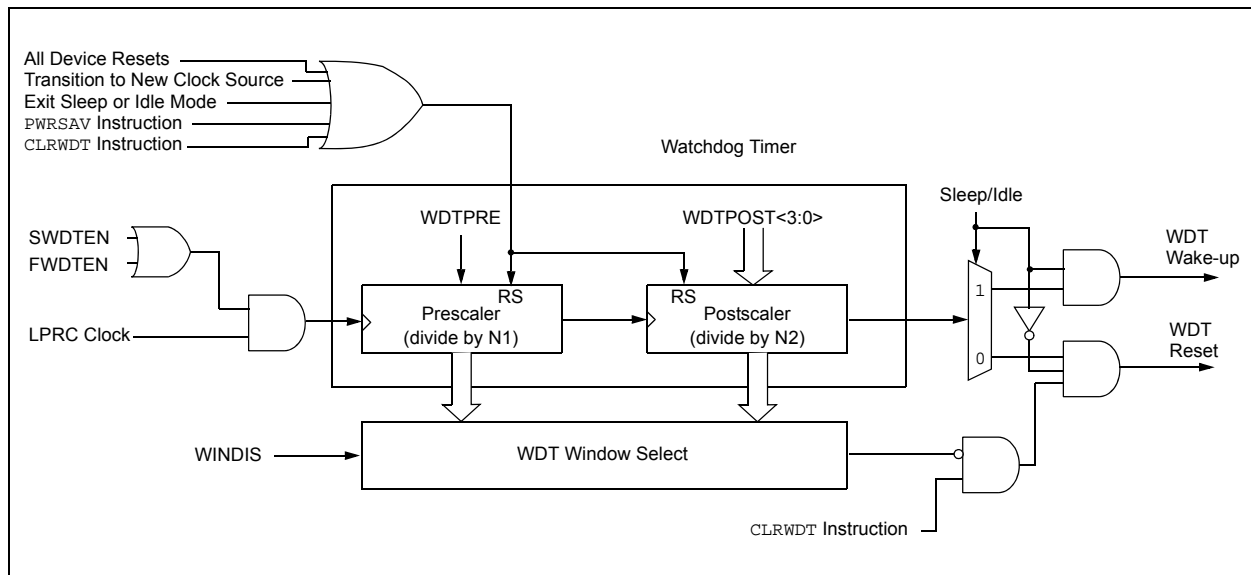 All Device Resets
Transition to New Clock Source
Exit Sleep or Idle Mode
PWRSAV Instruction
CLRWDT Instruction
Watchdog Timer
Sleep/Idle
WDTPRE
WDTPOST<3:0>
SWDTEN
FWDTEN
WDT
Wake-up
RS
RS
1
Prescaler
(divide by N1)
Postscaler
(divide by N2)
LPRC Clock
WDT
Reset
0
WINDIS
WDT Window Select
CLRWDT Instruction